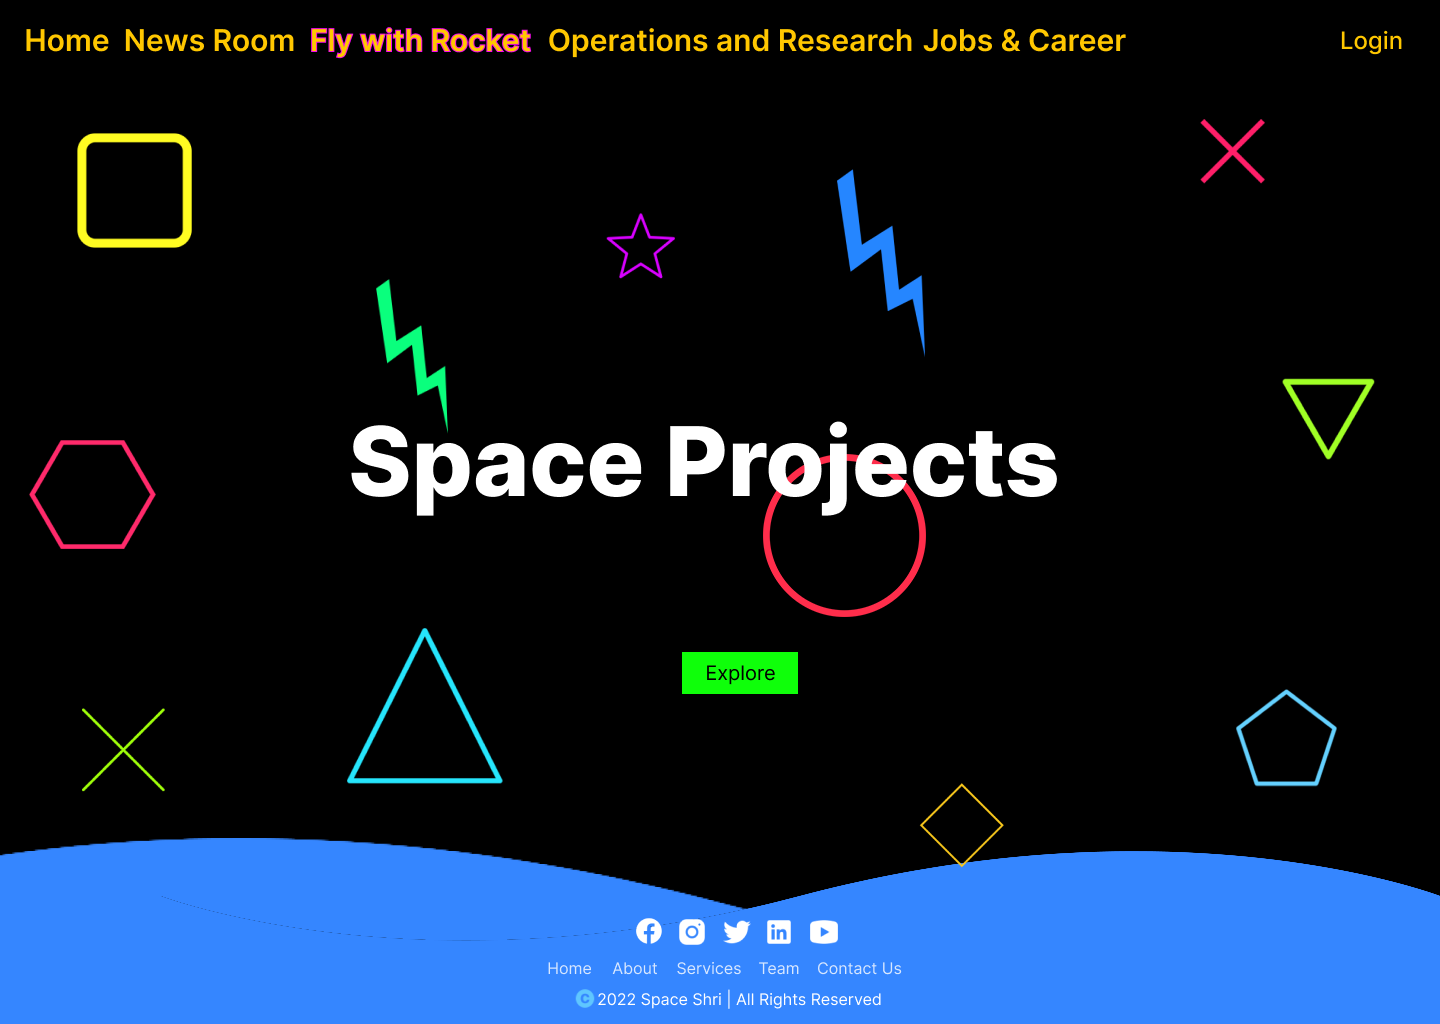 Home News Room Fly with Rocket Operations and Research Jobs & Career Login
Space Projects
Explore
Home About Services Team Contact Us
©2022 Space Shri | All Rights Reserved